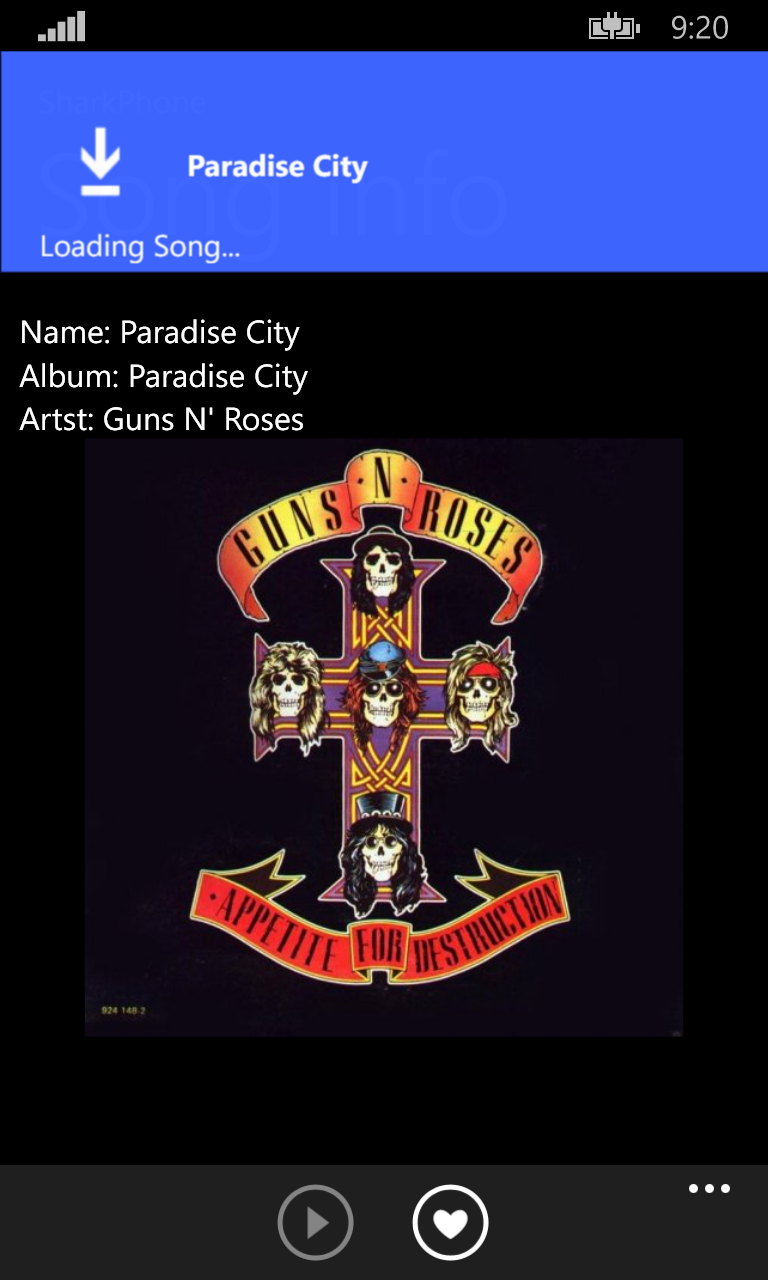 9:20
SharkPhone
Song Info
Paradise City
Loading Song...
Name: Paradise City
Album: Paradise City
Artst: Guns N' Roses
GUNS N ROSES
APPETITE FOR DESTRUCTION
924 148-2